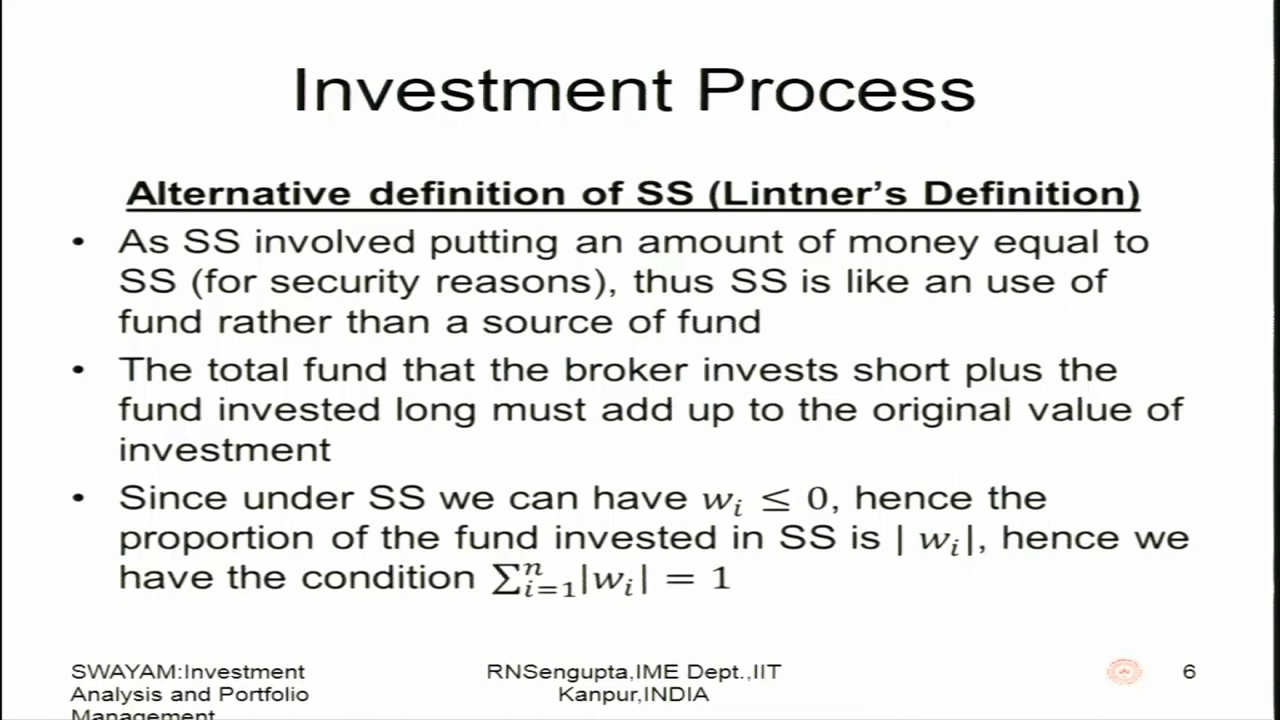 Investment Process
Alternative definition of SS (Lintner's Definition)
• As SS involved putting an amount of money equal to
SS (for security reasons), thus SS is like an use of
fund rather than a source of fund
• The total fund that the broker invests short plus the
fund invested long must add up to the original value of
investment
• Since under SS we can have wᵢ ≤ 0, hence the
proportion of the fund invested in SS is | wᵢ|, hence we
have the condition ∑ⁿᵢ₌₁|wᵢ| = 1
SWAYAM:Investment
Analysis and Portfolio
Management
RNSengupta,IME Dept.,IIT
Kanpur,INDIA
6